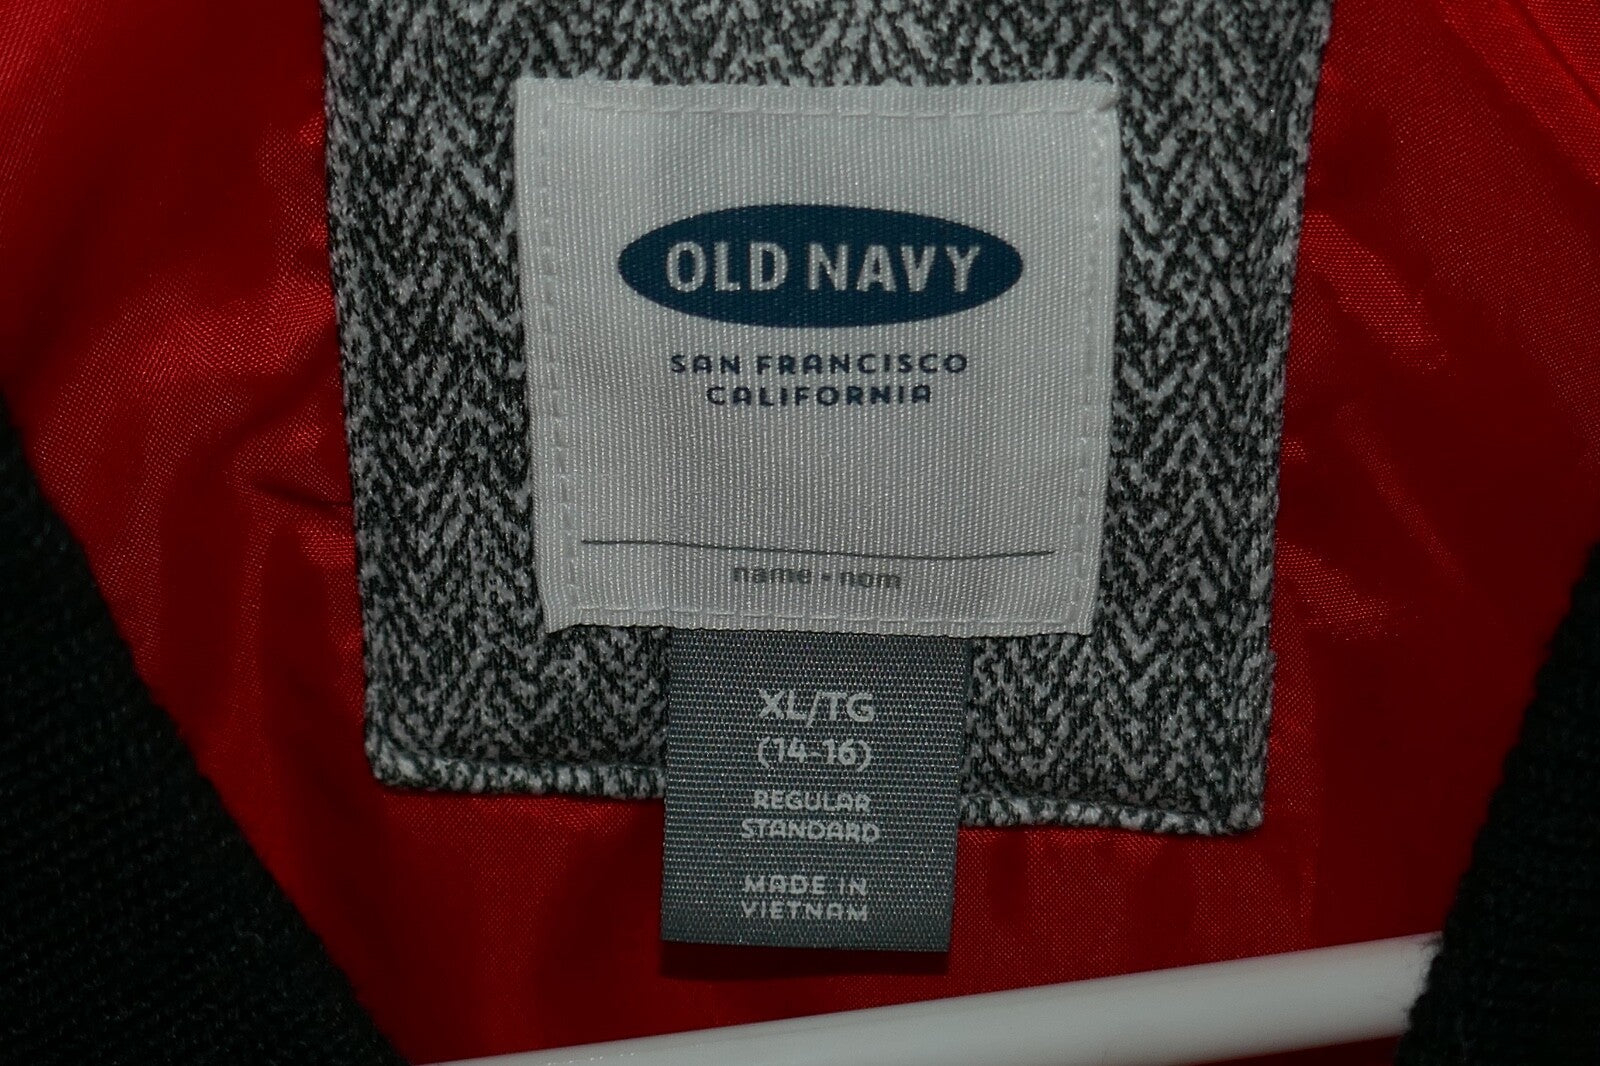 OLD NAVY
SAN FRANCISCO
CALIFORNIA
name • nom
XL/TG
(14-16)
REGULAR
STANDARD
MADE IN
VIETNAM